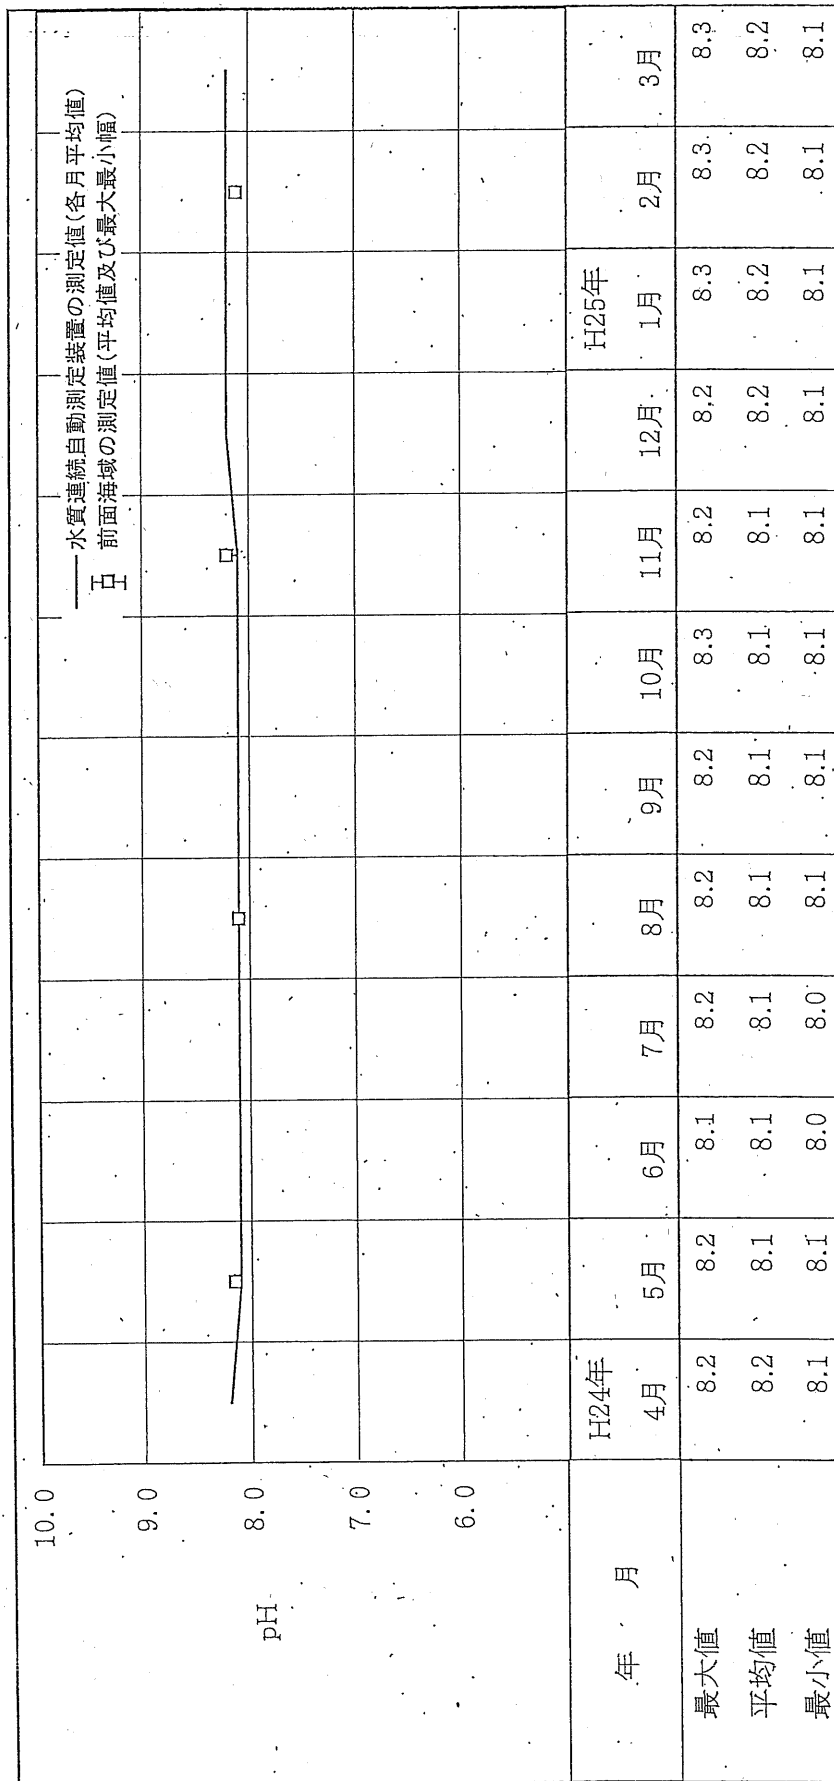 水質連続自動測定装置の測定値(各月平均値)
前面海域の測定値(平均値及び最大最小幅)
10.0
9.0
8.0
7.0
6.0
pH
年 月 H24年 4月 5月 6月 7月 8月 9月 10月 11月 12月 H25年 1月 2月 3月
最大値 8.2 8.2 8.1 8.2 8.2 8.2 8.3 8.2 8.2 8.3 8.3 8.3
平均値 8.2 8.1 8.1 8.1 8.1 8.1 8.1 8.1 8.2 8.2 8.2 8.2
最小値 8.1 8.1 8.0 8.0 8.1 8.1 8.1 8.1 8.1 8.1 8.1 8.1